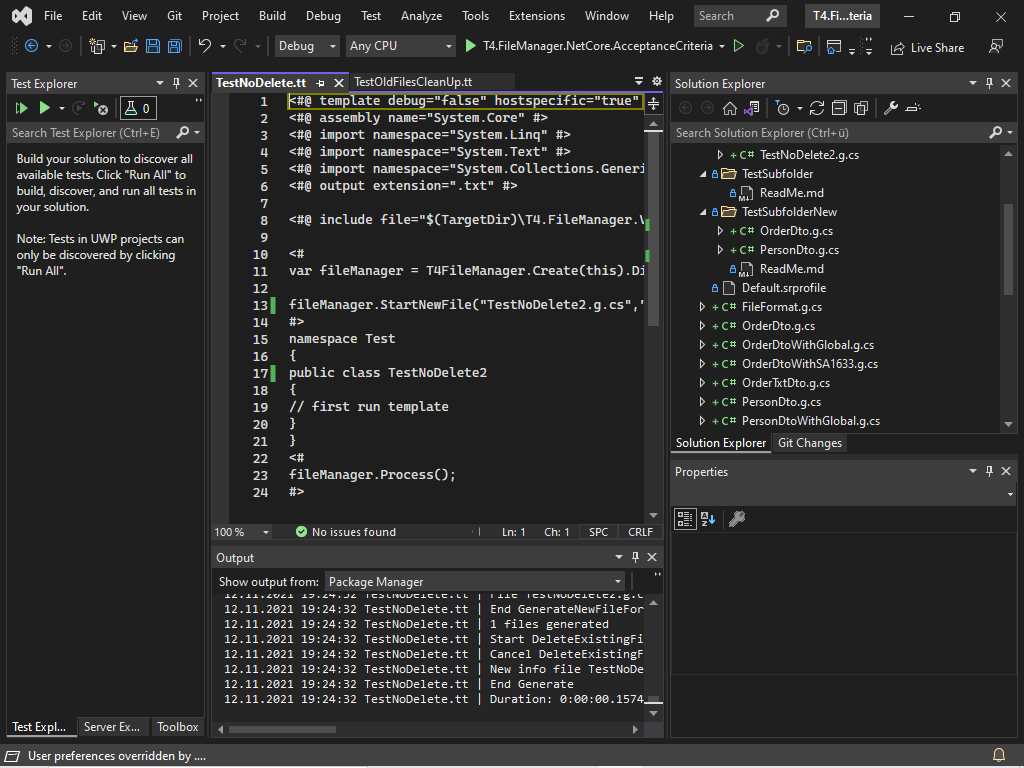 File Edit View Git Project Build Debug Test Analyze Tools Extensions Window Help Search T4.Fi...teria
Debug Any CPU T4.FileManager.NetCore.AcceptanceCriteria Live Share
Test Explorer
0
Search Test Explorer (Ctrl+E)
Build your solution to discover all
available tests. Click "Run All" to
build, discover, and run all tests in
your solution.
Note: Tests in UWP projects can
only be discovered by clicking
"Run All".
Test Expl... Server Ex... Toolbox
TestNoDelete.tt TestOldFilesCleanUp.tt
1 <#@ template debug="false" hostspecific="true"
2 <#@ assembly name="System.Core" #>
3 <#@ import namespace="System.Linq" #>
4 <#@ import namespace="System.Text" #>
5 <#@ import namespace="System.Collections.Generi
6 <#@ output extension=".txt" #>
7
8 <#@ include file="$(TargetDir)\T4.FileManager.V
9
10 <#
11 var fileManager = T4FileManager.Create(this).Di
12
13 fileManager.StartNewFile("TestNoDelete2.g.cs","
14 #>
15 namespace Test
16 {
17 public class TestNoDelete2
18 {
19 // first run template
20 }
21 }
22 <#
23 fileManager.Process();
24 #>
100 % No issues found Ln: 1 Ch: 1 SPC CRLF
Output
Show output from: Package Manager
12.11.2021 19:24:32 TestNoDelete.tt | File TestNoDelete2.g.c
12.11.2021 19:24:32 TestNoDelete.tt | End GenerateNewFileFor
12.11.2021 19:24:32 TestNoDelete.tt | 1 files generated
12.11.2021 19:24:32 TestNoDelete.tt | Start DeleteExistingFi
12.11.2021 19:24:32 TestNoDelete.tt | Cancel DeleteExistingF
12.11.2021 19:24:32 TestNoDelete.tt | New info file TestNoDe
12.11.2021 19:24:32 TestNoDelete.tt | End Generate
12.11.2021 19:24:32 TestNoDelete.tt | Duration: 0:00:00.1574
Solution Explorer
Search Solution Explorer (Ctrl+ü)
+ C# TestNoDelete2.g.cs
TestSubfolder
M↓ ReadMe.md
TestSubfolderNew
+ C# OrderDto.g.cs
+ C# PersonDto.g.cs
M↓ ReadMe.md
Default.srprofile
+ C# FileFormat.g.cs
+ C# OrderDto.g.cs
+ C# OrderDtoWithGlobal.g.cs
+ C# OrderDtoWithSA1633.g.cs
+ C# OrderTxtDto.g.cs
+ C# PersonDto.g.cs
+ C# PersonDtoWithGlobal.g.cs
Solution Explorer Git Changes
Properties
User preferences overridden by ....